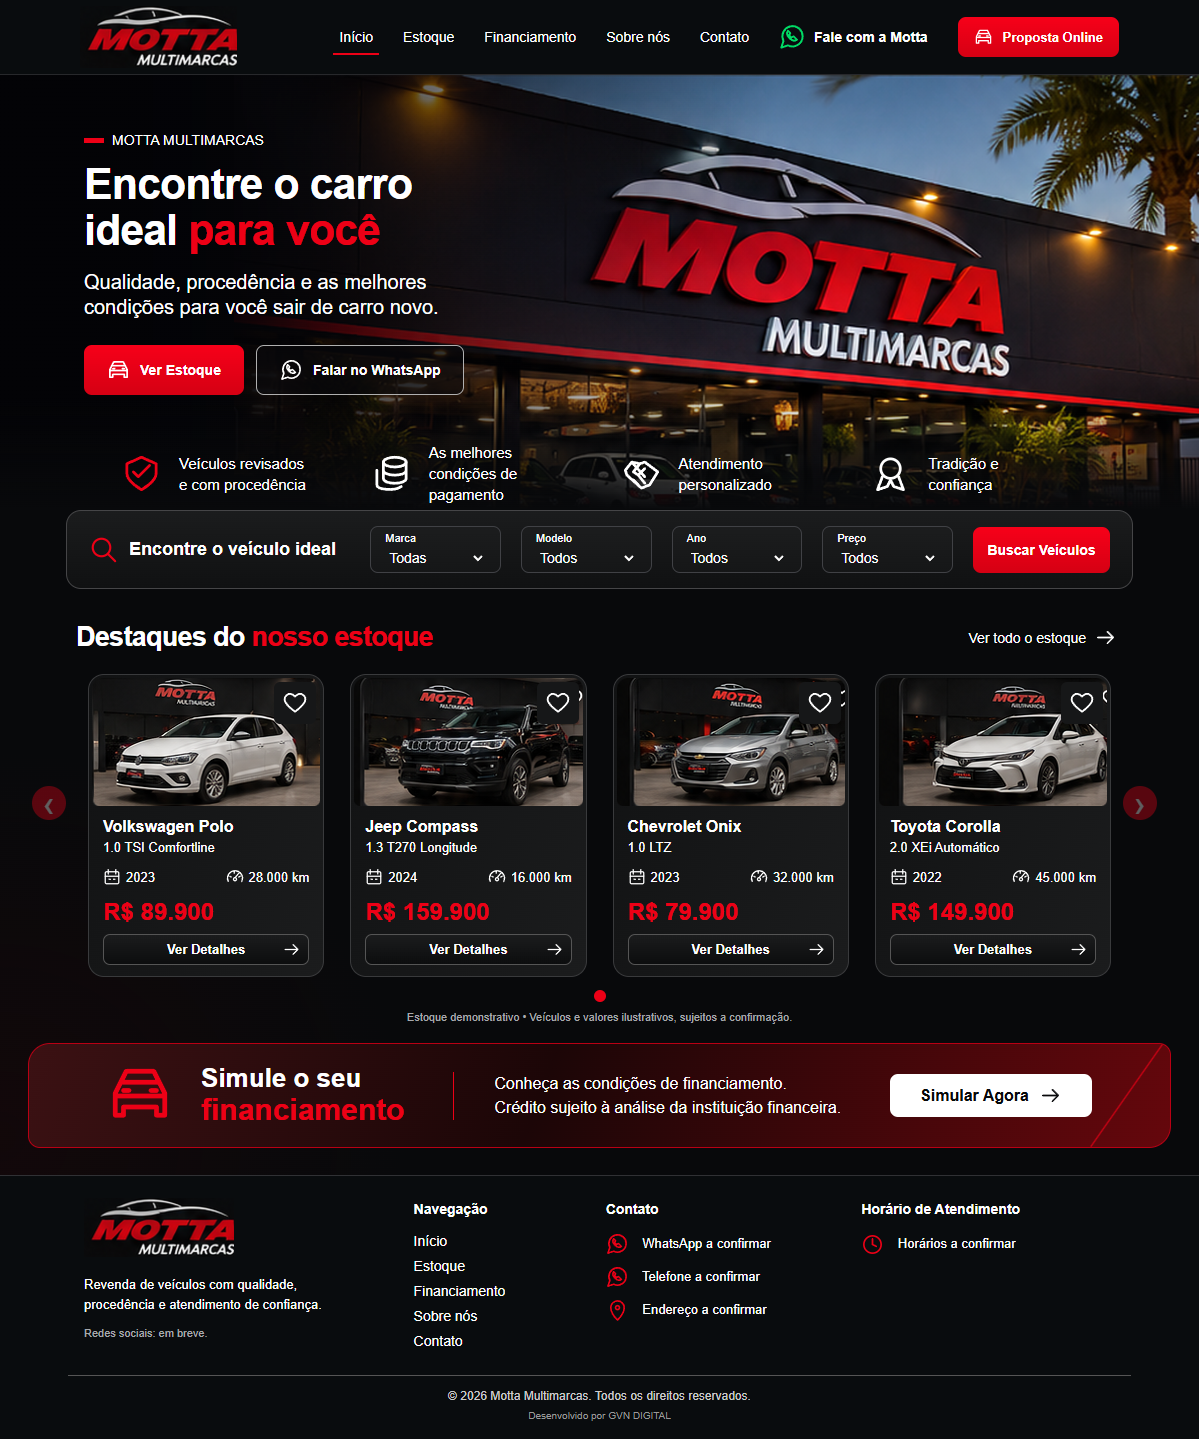 MOTTA
MULTIMARCAS
Início
Estoque
Financiamento
Sobre nós
Contato
Fale com a Motta
Proposta Online
MOTTA MULTIMARCAS
Encontre o carro
ideal para você
Qualidade, procedência e as melhores
condições para você sair de carro novo.
Ver Estoque
Falar no WhatsApp
MOTTA
MULTIMARCAS
Veículos revisados
e com procedência
As melhores
condições de
pagamento
Atendimento
personalizado
Tradição e
confiança
Encontre o veículo ideal
Marca
Todas
Modelo
Todos
Ano
Todos
Preço
Todos
Buscar Veículos
Destaques do nosso estoque
Ver todo o estoque
MOTTA
MULTIMARCAS
Volkswagen Polo
1.0 TSI Comfortline
2023
28.000 km
R$ 89.900
Ver Detalhes
MOTTA
MULTIMARCAS
Jeep Compass
1.3 T270 Longitude
2024
16.000 km
R$ 159.900
Ver Detalhes
MOTTA
MULTIMARCAS
Chevrolet Onix
1.0 LTZ
2023
32.000 km
R$ 79.900
Ver Detalhes
MOTTA
MULTIMARCAS
Toyota Corolla
2.0 XEi Automático
2022
45.000 km
R$ 149.900
Ver Detalhes
Estoque demonstrativo • Veículos e valores ilustrativos, sujeitos a confirmação.
Simule o seu
financiamento
Conheça as condições de financiamento.
Crédito sujeito à análise da instituição financeira.
Simular Agora
MOTTA
MULTIMARCAS
Revenda de veículos com qualidade,
procedência e atendimento de confiança.
Redes sociais: em breve.
Navegação
Início
Estoque
Financiamento
Sobre nós
Contato
Contato
WhatsApp a confirmar
Telefone a confirmar
Endereço a confirmar
Horário de Atendimento
Horários a confirmar
© 2026 Motta Multimarcas. Todos os direitos reservados.
Desenvolvido por GVN DIGITAL